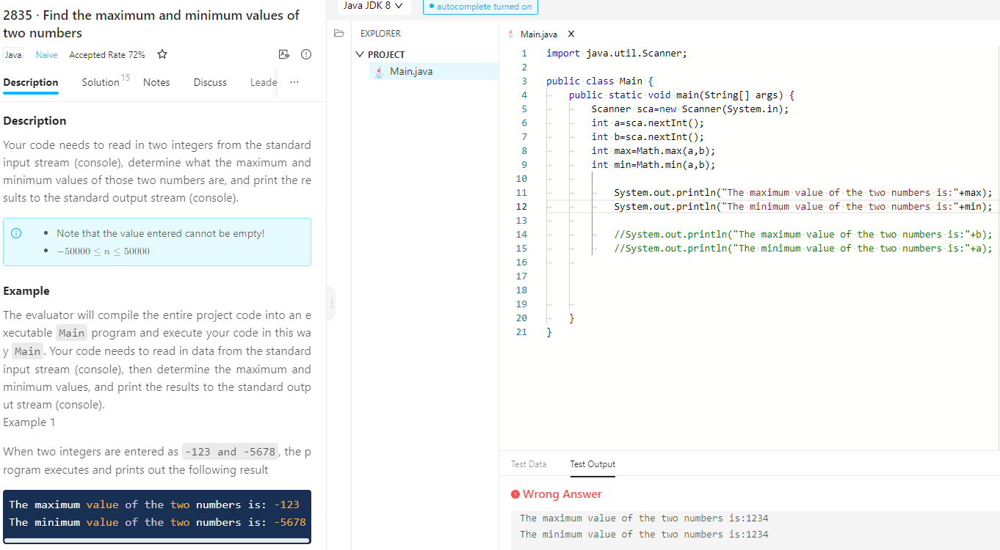 2835 · Find the maximum and minimum values of
two numbers
Java Naive Accepted Rate 72%
Description Solution 15 Notes Discuss Leade ...
Description
Your code needs to read in two integers from the standard
input stream (console), determine what the maximum and
minimum values of those two numbers are, and print the re
sults to the standard output stream (console).
• Note that the value entered cannot be empty!
• −50000 ≤ n ≤ 50000
Example
The evaluator will compile the entire project code into an e
xecutable Main program and execute your code in this wa
y Main. Your code needs to read in data from the standard
input stream (console), then determine the maximum and
minimum values, and print the results to the standard outp
ut stream (console).
Example 1
When two integers are entered as -123 and -5678, the p
rogram executes and prints out the following result
The maximum value of the two numbers is: -123
The minimum value of the two numbers is: -5678
Java JDK 8 autocomplete turned on
EXPLORER
PROJECT
Main.java
Main.java X
1 import java.util.Scanner;
2
3 public class Main {
4 public static void main(String[] args) {
5 Scanner sca=new Scanner(System.in);
6 int a=sca.nextInt();
7 int b=sca.nextInt();
8 int max=Math.max(a,b);
9 int min=Math.min(a,b);
10
11 System.out.println("The maximum value of the two numbers is:"+max);
12 System.out.println("The minimum value of the two numbers is:"+min);
13
14 //System.out.println("The maximum value of the two numbers is:"+b);
15 //System.out.println("The minimum value of the two numbers is:"+a);
16
17
18
19
20 }
21 }
Test Data Test Output
Wrong Answer
The maximum value of the two numbers is:1234
The minimum value of the two numbers is:1234